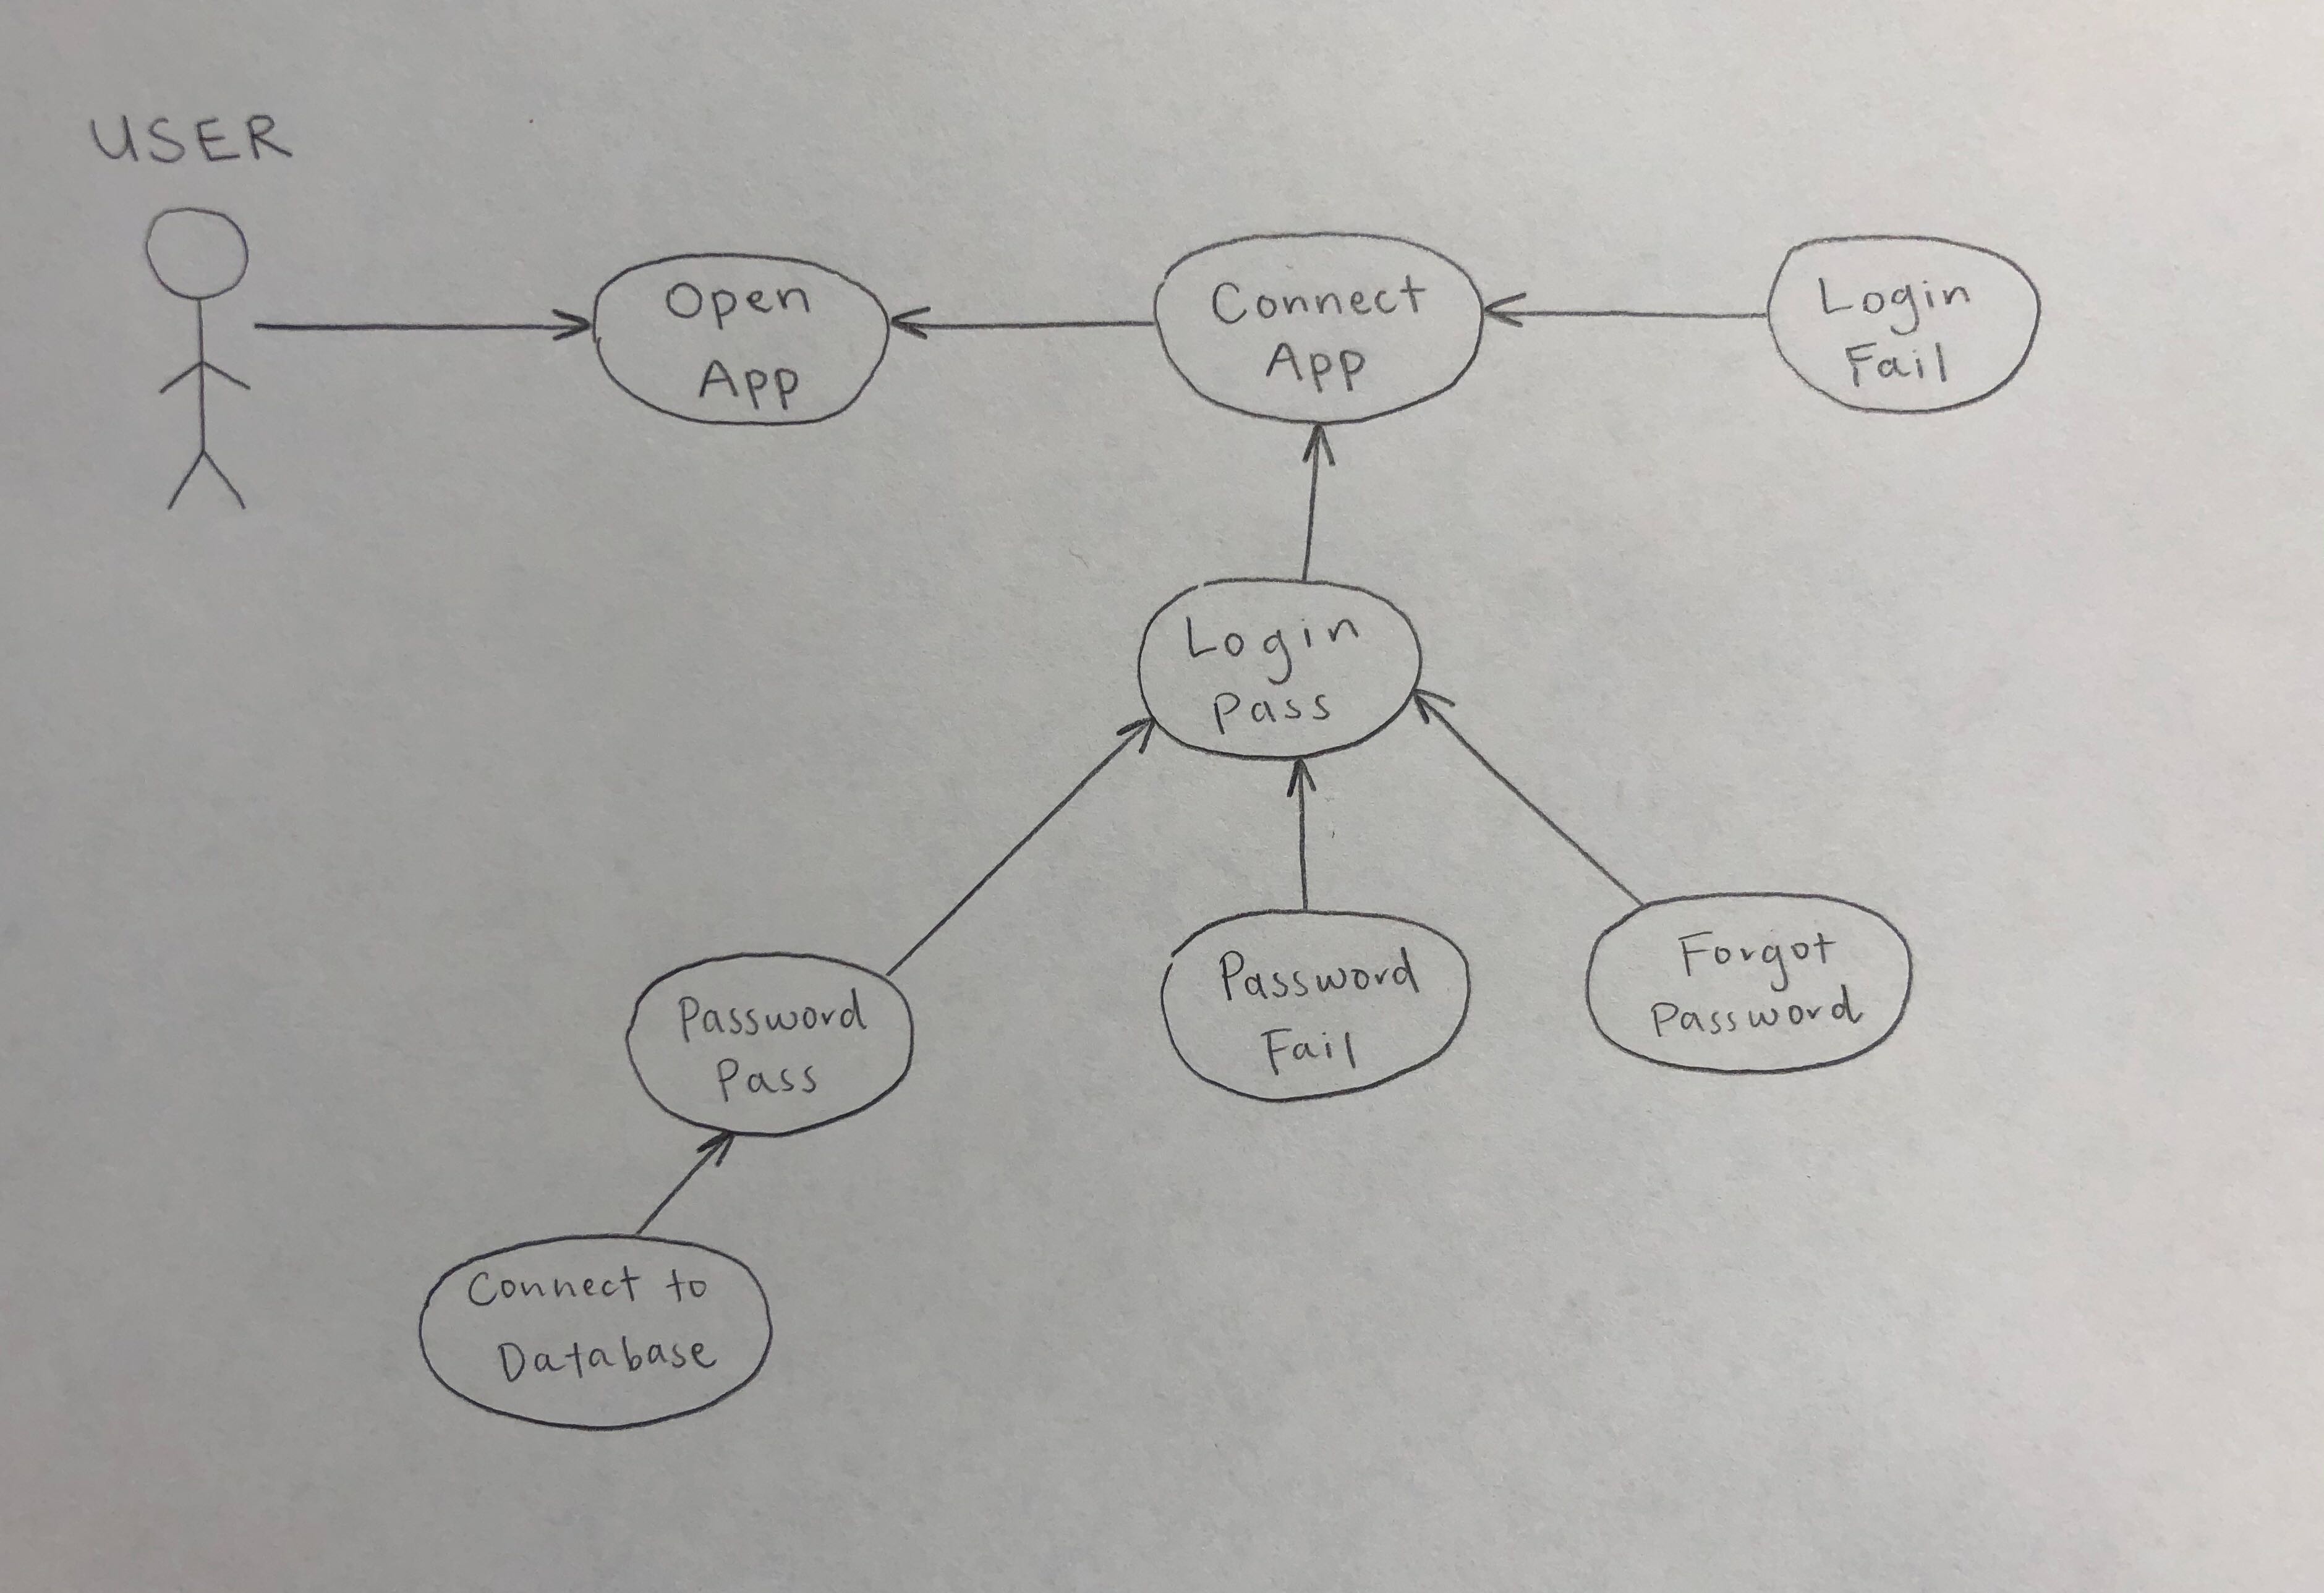 USER
Open
App
Connect
App
Login
Fail
Login
Pass
Password
Pass
Password
Fail
Forgot
Password
Connect to
Database